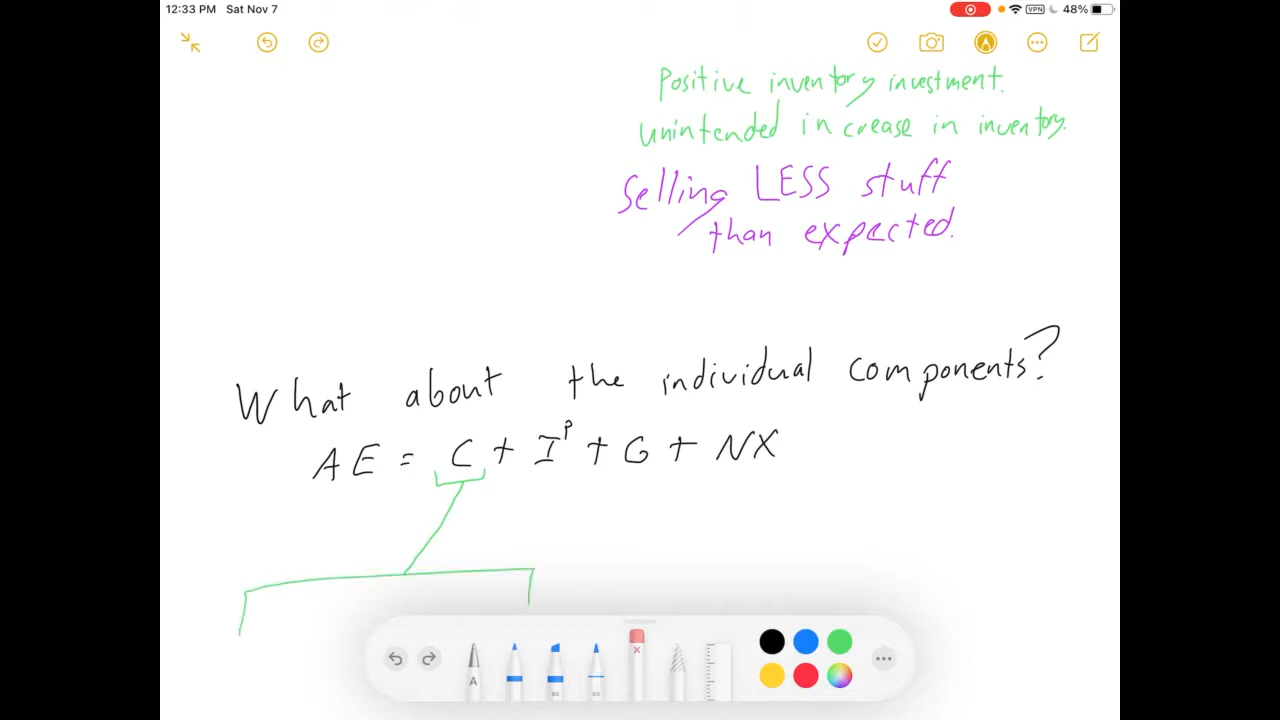 12:33 PM Sat Nov 7
VPN 48%
Positive inventory investment.
unintended increase in inventory.
Selling LESS stuff
than expected.
What about the individual components?
AE = C + I^P + G + NX
A